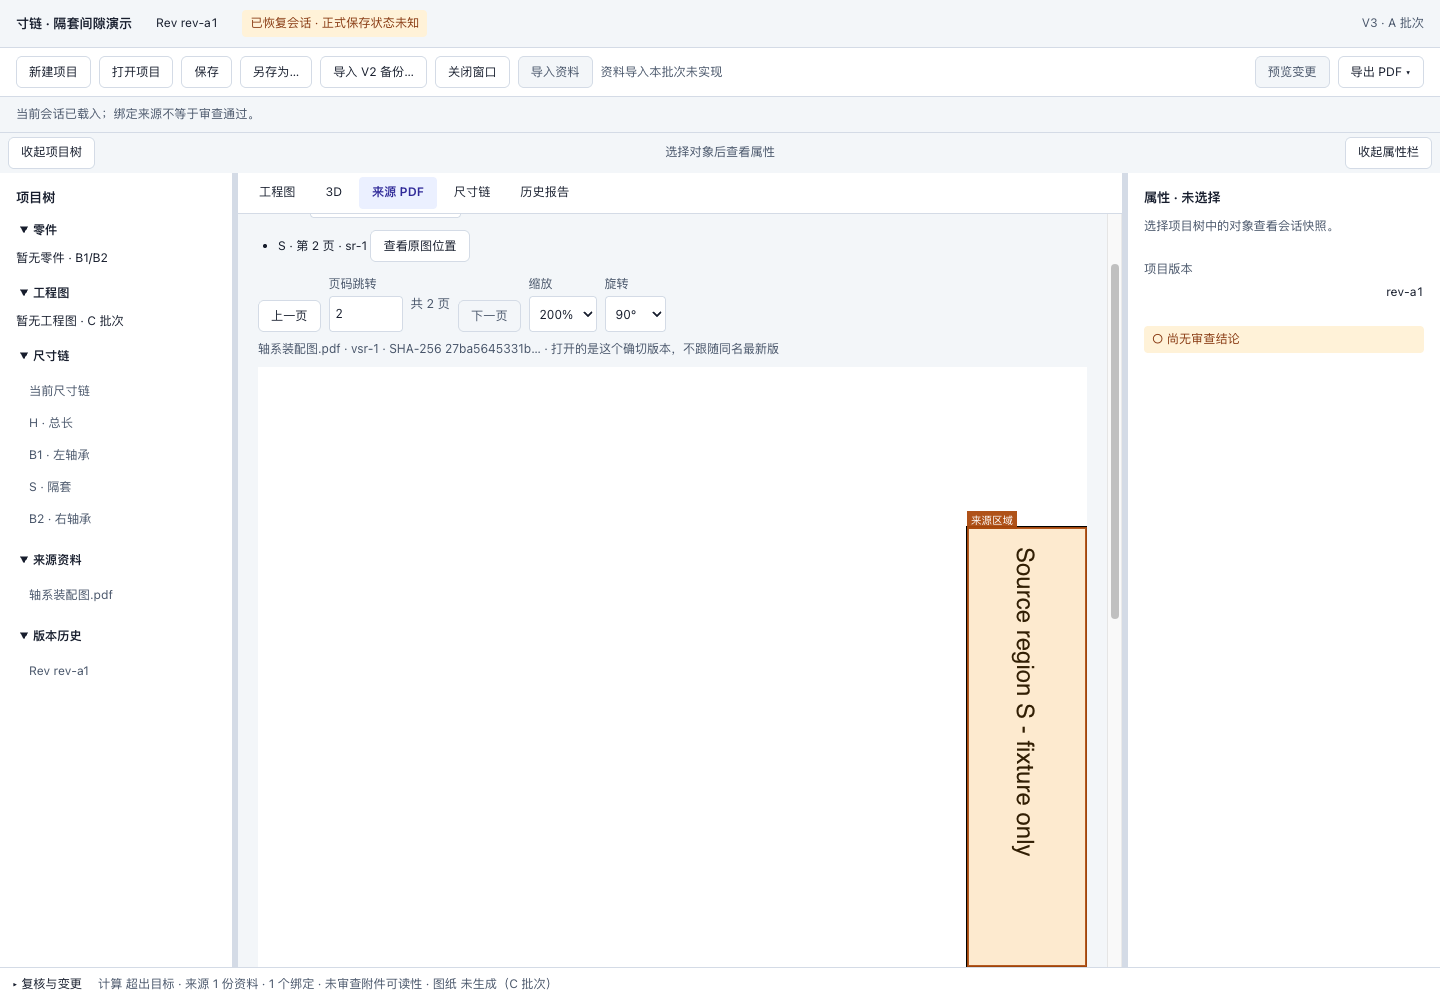 寸链 · 隔套间隙演示 Rev rev-a1 已恢复会话 · 正式保存状态未知 V3 · A 批次
新建项目 打开项目 保存 另存为... 导入 V2 备份... 关闭窗口 导入资料 资料导入本批次未实现 预览变更 导出 PDF ▾
当前会话已载入；绑定来源不等于审查通过。
收起项目树 选择对象后查看属性 收起属性栏
项目树
▼ 零件
暂无零件 · B1/B2
▼ 工程图
暂无工程图 · C 批次
▼ 尺寸链
当前尺寸链
H · 总长
B1 · 左轴承
S · 隔套
B2 · 右轴承
▼ 来源资料
轴系装配图.pdf
▼ 版本历史
Rev rev-a1
工程图 3D 来源 PDF 尺寸链 历史报告
• S · 第 2 页 · sr-1 查看原图位置
页码跳转 缩放 旋转
上一页 2 共 2 页 下一页 200% 90°
轴系装配图.pdf · vsr-1 · SHA-256 27ba5645331b... · 打开的是这个确切版本，不跟随同名最新版
来源区域
Source region S - fixture only
属性 · 未选择
选择项目树中的对象查看会话快照。
项目版本
rev-a1
○ 尚无审查结论
▸ 复核与变更 计算 超出目标 · 来源 1 份资料 · 1 个绑定 · 未审查附件可读性 · 图纸 未生成（C 批次）